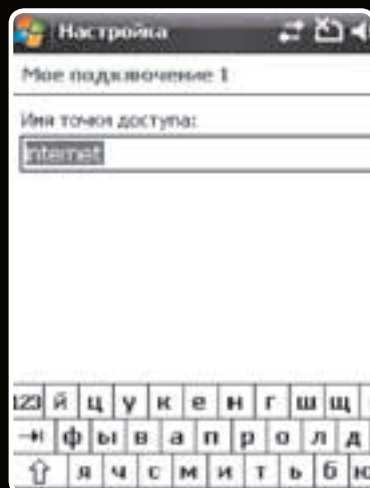 Настройка
Мое подключение 1
Имя точки доступа:
internet
123 й ц у к е н г ш щ
ф ы в а п р о л д
я ч с м и т ь б ю